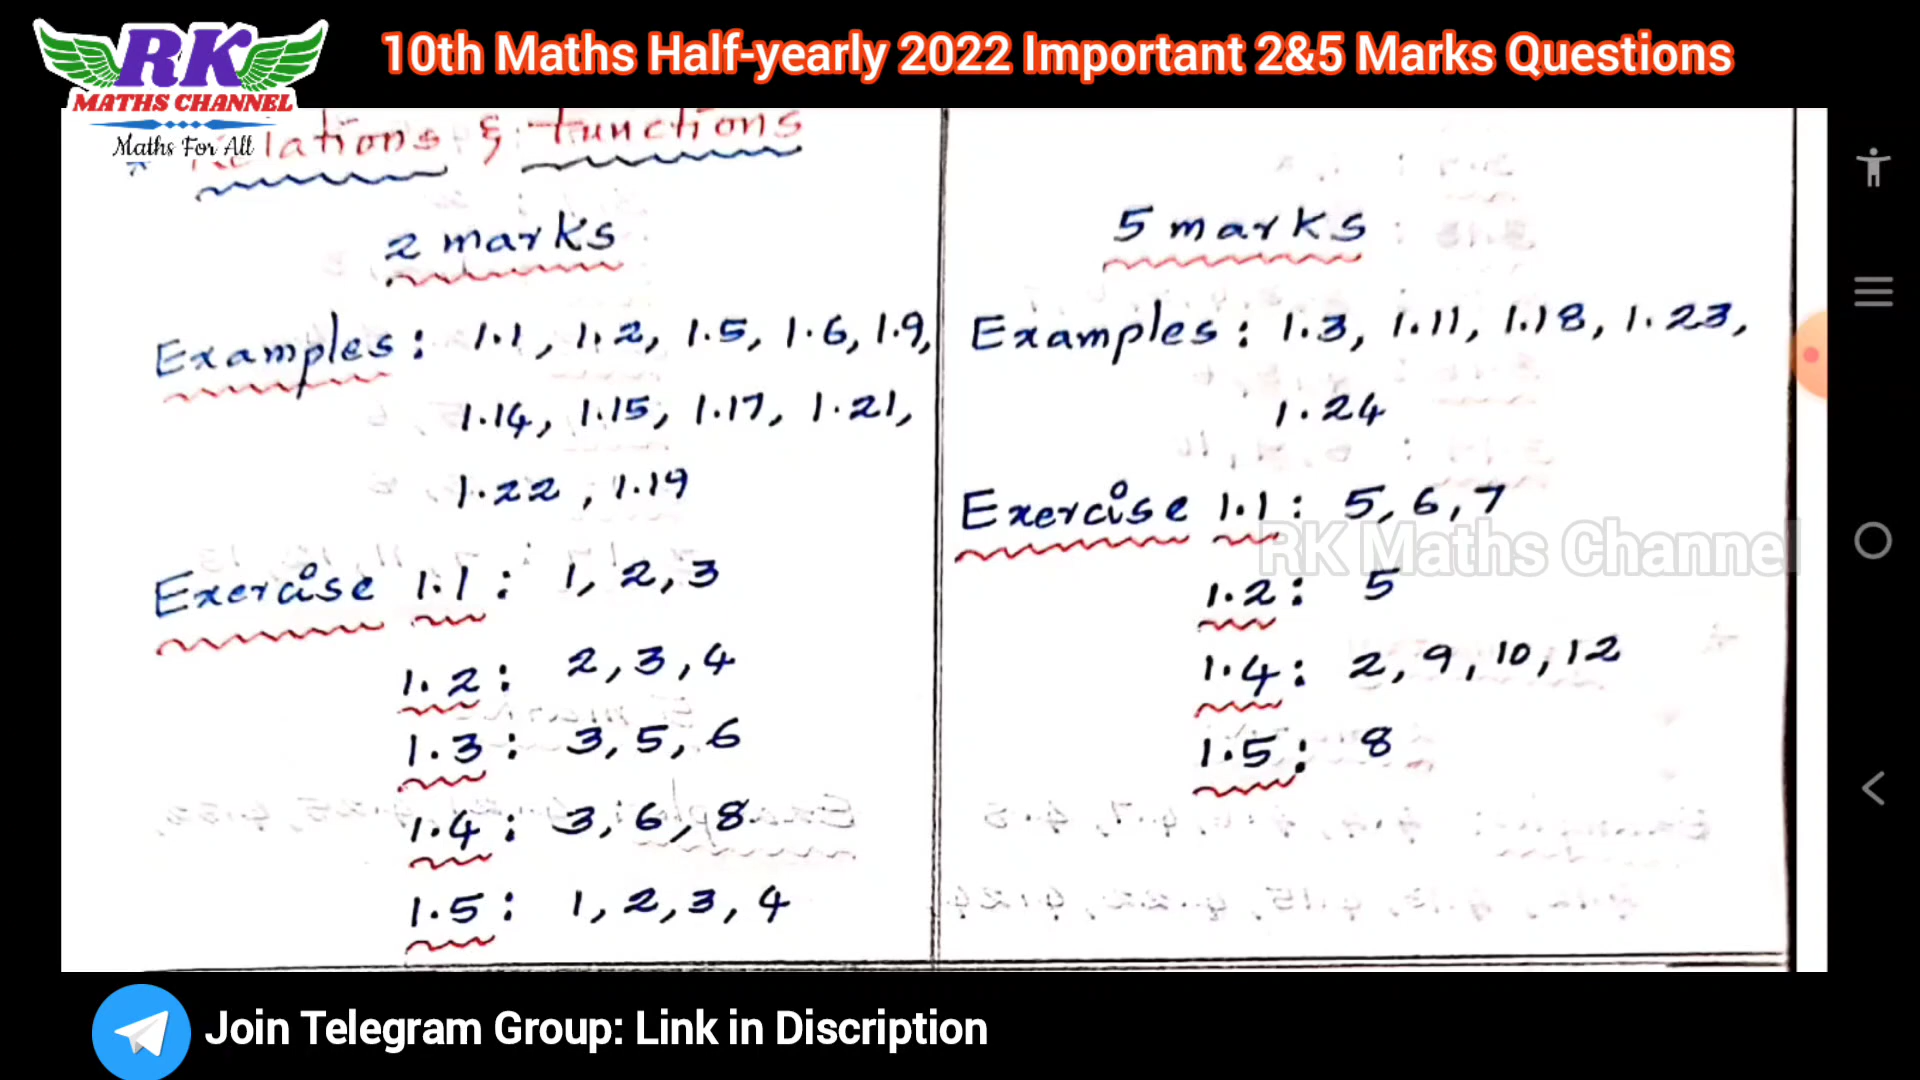 RK
MATHS CHANNEL
Maths For All
10th Maths Half-yearly 2022 Important 2&5 Marks Questions
Relations & functions
2 marks
Examples : 1.1, 1.2, 1.5, 1.6, 1.9,
1.14, 1.15, 1.17, 1.21,
1.22, 1.19
Exercise 1.1 : 1, 2, 3
1.2 : 2, 3, 4
1.3 : 3, 5, 6
1.4 : 3, 6, 8
1.5 : 1, 2, 3, 4
5 marks
Examples : 1.3, 1.11, 1.18, 1.23,
1.24
Exercise 1.1 : 5, 6, 7
RK Maths Channel
1.2 : 5
1.4 : 2, 9, 10, 12
1.5 : 8
Join Telegram Group: Link in Discription